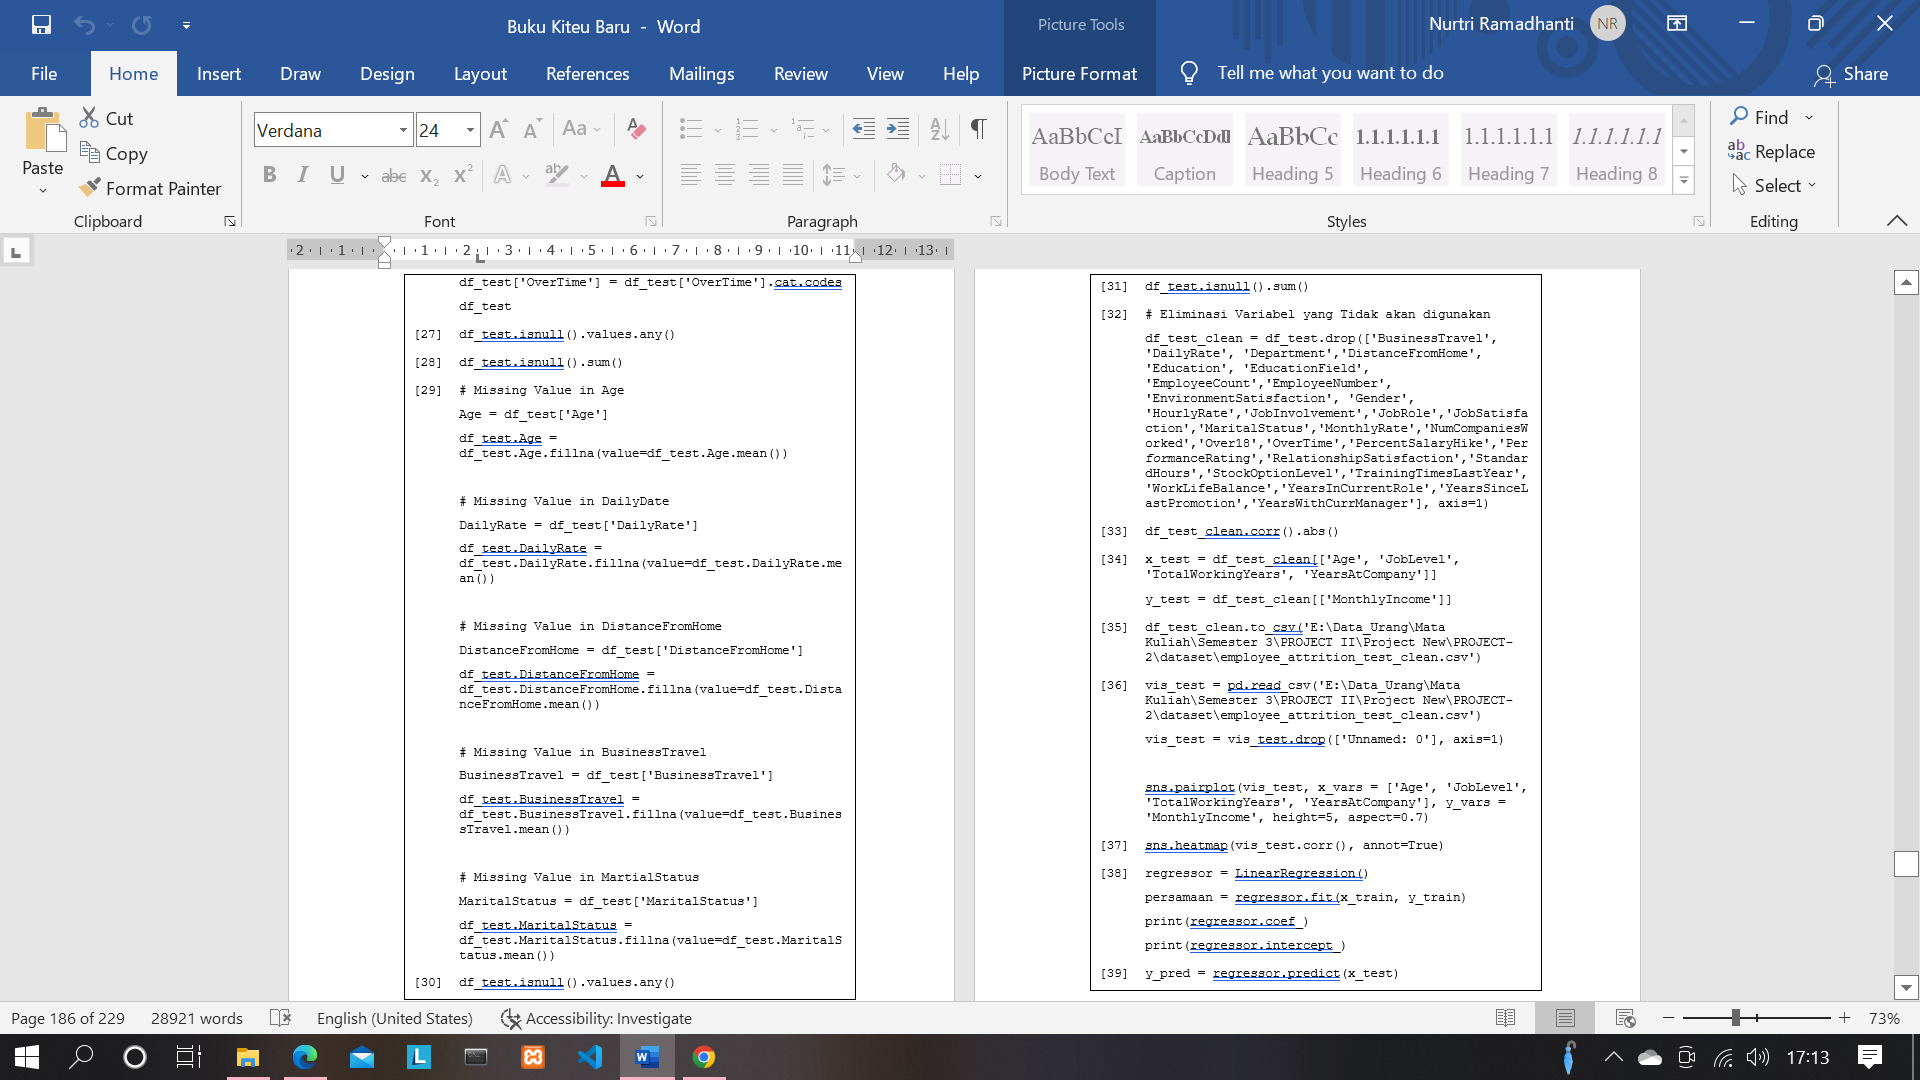 Buku Kiteu Baru - Word
Picture Tools
Nurtri Ramadhanti
NR
File
Home
Insert
Draw
Design
Layout
References
Mailings
Review
View
Help
Picture Format
Tell me what you want to do
Share
Paste
Cut
Copy
Format Painter
Clipboard
Verdana
24
Font
Paragraph
AaBbCcI
Body Text
AaBbCcDdI
Caption
AaBbCc
Heading 5
1.1.1.1.1.1
Heading 6
1.1.1.1.1.1
Heading 7
1.1.1.1.1.1
Heading 8
Styles
Find
Replace
Select
Editing
2 1 1 2 3 4 5 6 7 8 9 10 11 12 13
df_test['OverTime'] = df_test['OverTime'].cat.codes
df_test
[27] df_test.isnull().values.any()
[28] df_test.isnull().sum()
[29] # Missing Value in Age
Age = df_test['Age']
df_test.Age =
df_test.Age.fillna(value=df_test.Age.mean())
# Missing Value in DailyDate
DailyRate = df_test['DailyRate']
df_test.DailyRate =
df_test.DailyRate.fillna(value=df_test.DailyRate.me
an())
# Missing Value in DistanceFromHome
DistanceFromHome = df_test['DistanceFromHome']
df_test.DistanceFromHome =
df_test.DistanceFromHome.fillna(value=df_test.Dista
nceFromHome.mean())
# Missing Value in BusinessTravel
BusinessTravel = df_test['BusinessTravel']
df_test.BusinessTravel =
df_test.BusinessTravel.fillna(value=df_test.Busines
sTravel.mean())
# Missing Value in MartialStatus
MaritalStatus = df_test['MaritalStatus']
df_test.MaritalStatus =
df_test.MaritalStatus.fillna(value=df_test.MaritalS
tatus.mean())
[30] df_test.isnull().values.any()
[31] df_test.isnull().sum()
[32] # Eliminasi Variabel yang Tidak akan digunakan
df_test_clean = df_test.drop(['BusinessTravel',
'DailyRate', 'Department','DistanceFromHome',
'Education', 'EducationField',
'EmployeeCount','EmployeeNumber',
'EnvironmentSatisfaction', 'Gender',
'HourlyRate','JobInvolvement','JobRole','JobSatisfa
ction','MaritalStatus','MonthlyRate','NumCompaniesW
orked','Over18','OverTime','PercentSalaryHike','Per
formanceRating','RelationshipSatisfaction','Standar
dHours','StockOptionLevel','TrainingTimesLastYear',
'WorkLifeBalance','YearsInCurrentRole','YearsSinceL
astPromotion','YearsWithCurrManager'], axis=1)
[33] df_test_clean.corr().abs()
[34] x_test = df_test_clean[['Age', 'JobLevel',
'TotalWorkingYears', 'YearsAtCompany']]
y_test = df_test_clean[['MonthlyIncome']]
[35] df_test_clean.to_csv('E:\Data_Urang\Mata
Kuliah\Semester 3\PROJECT II\Project New\PROJECT-
2\dataset\employee_attrition_test_clean.csv')
[36] vis_test = pd.read_csv('E:\Data_Urang\Mata
Kuliah\Semester 3\PROJECT II\Project New\PROJECT-
2\dataset\employee_attrition_test_clean.csv')
vis_test = vis_test.drop(['Unnamed: 0'], axis=1)
sns.pairplot(vis_test, x_vars = ['Age', 'JobLevel',
'TotalWorkingYears', 'YearsAtCompany'], y_vars =
'MonthlyIncome', height=5, aspect=0.7)
[37] sns.heatmap(vis_test.corr(), annot=True)
[38] regressor = LinearRegression()
persamaan = regressor.fit(x_train, y_train)
print(regressor.coef_)
print(regressor.intercept_)
[39] y_pred = regressor.predict(x_test)
Page 186 of 229
28921 words
English (United States)
Accessibility: Investigate
73%
17:13